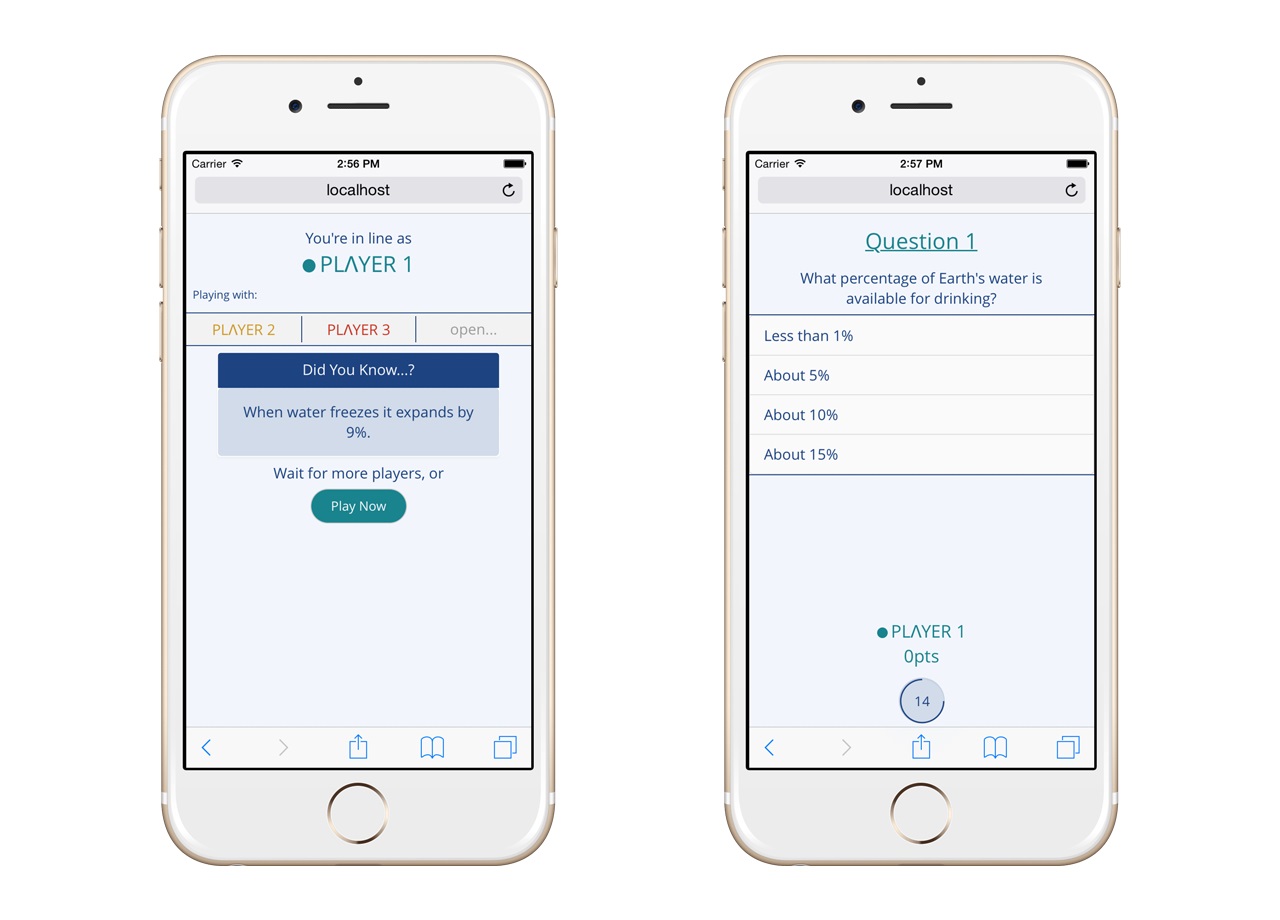 Carrier 2:56 PM
localhost
You're in line as
PLΛYER 1
Playing with:
PLΛYER 2 PLΛYER 3 open...
Did You Know...?
When water freezes it expands by
9%.
Wait for more players, or
Play Now
Carrier 2:57 PM
localhost
Question 1
What percentage of Earth's water is
available for drinking?
Less than 1%
About 5%
About 10%
About 15%
PLΛYER 1
0pts
14